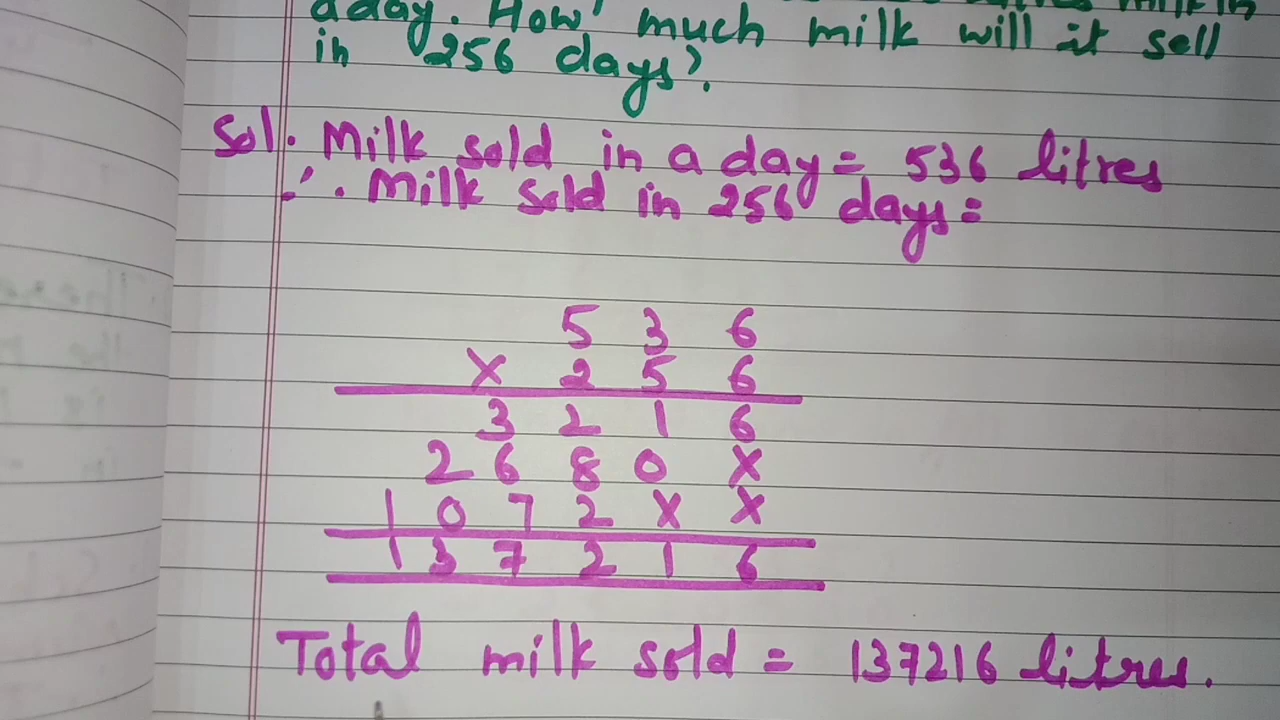 a day. How much milk will it sell
in 256 days?
Sol. Milk sold in a day = 536 litres
∴ Milk sold in 256 days =
5 3 6
X 2 5 6
3 2 1 6
2 6 8 0 X
1 0 7 2 X X
1 3 7 2 1 6
Total milk sold = 137216 litres.